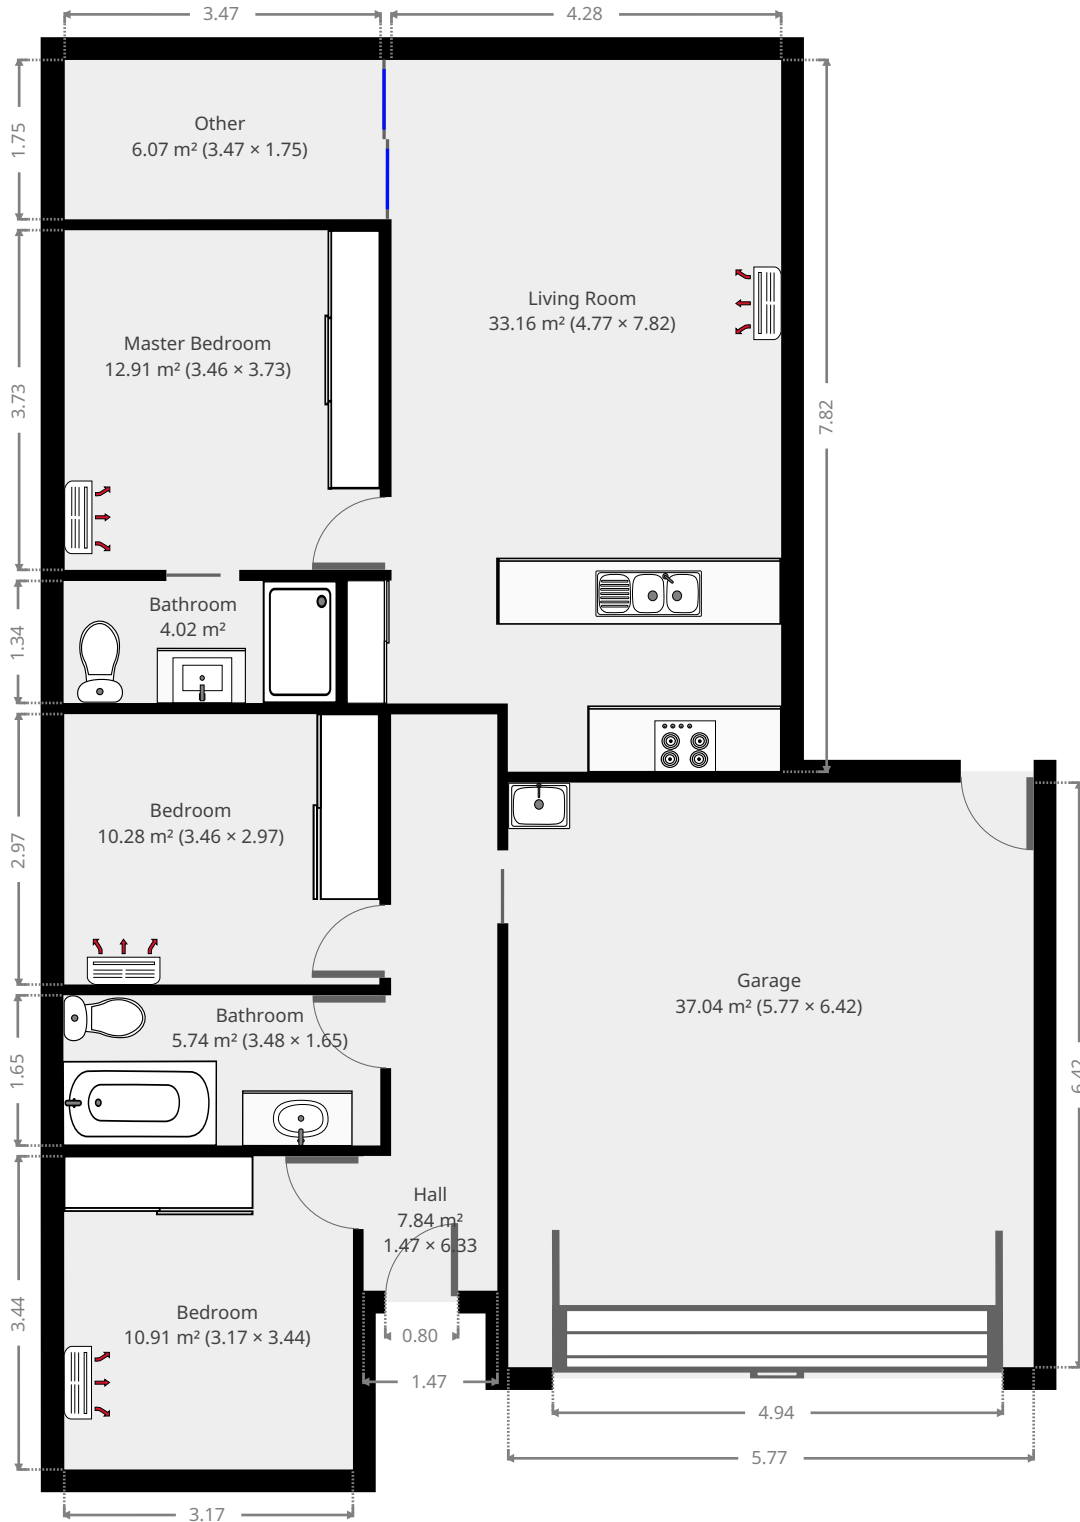 3.47
4.28
1.75
Other
6.07 m² (3.47 × 1.75)
3.73
Master Bedroom
12.91 m² (3.46 × 3.73)
Living Room
33.16 m² (4.77 × 7.82)
7.82
1.34
Bathroom
4.02 m²
2.97
Bedroom
10.28 m² (3.46 × 2.97)
Garage
37.04 m² (5.77 × 6.42)
1.65
Bathroom
5.74 m² (3.48 × 1.65)
6.42
Hall
7.84 m²
1.47 × 6.33
3.44
Bedroom
10.91 m² (3.17 × 3.44)
0.80
1.47
4.94
5.77
3.17